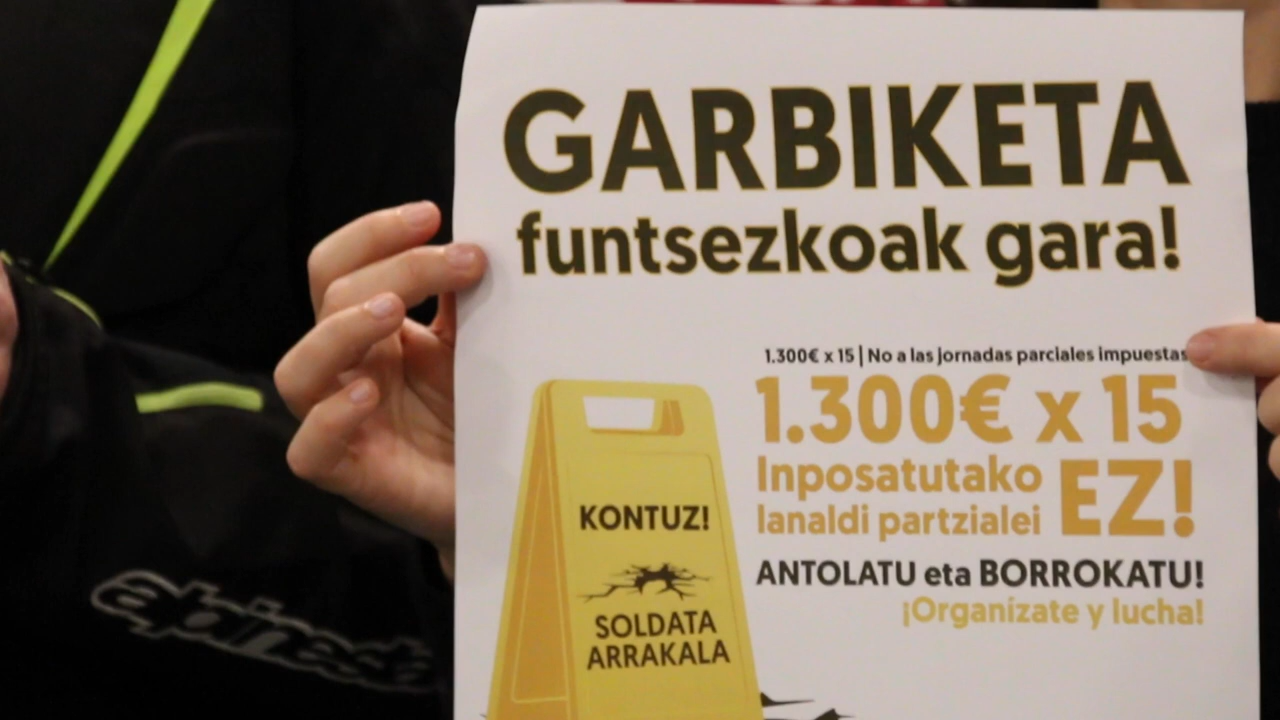 GARBIKETA
funtsezkoak gara!
1.300€ x 15 | No a las jornadas parciales impuestas
1.300€ x 15
Inposatutako
lanaldi partzialei EZ!
ANTOLATU eta BORROKATU!
¡Organízate y lucha!
KONTUZ!
SOLDATA
ARRAKALA